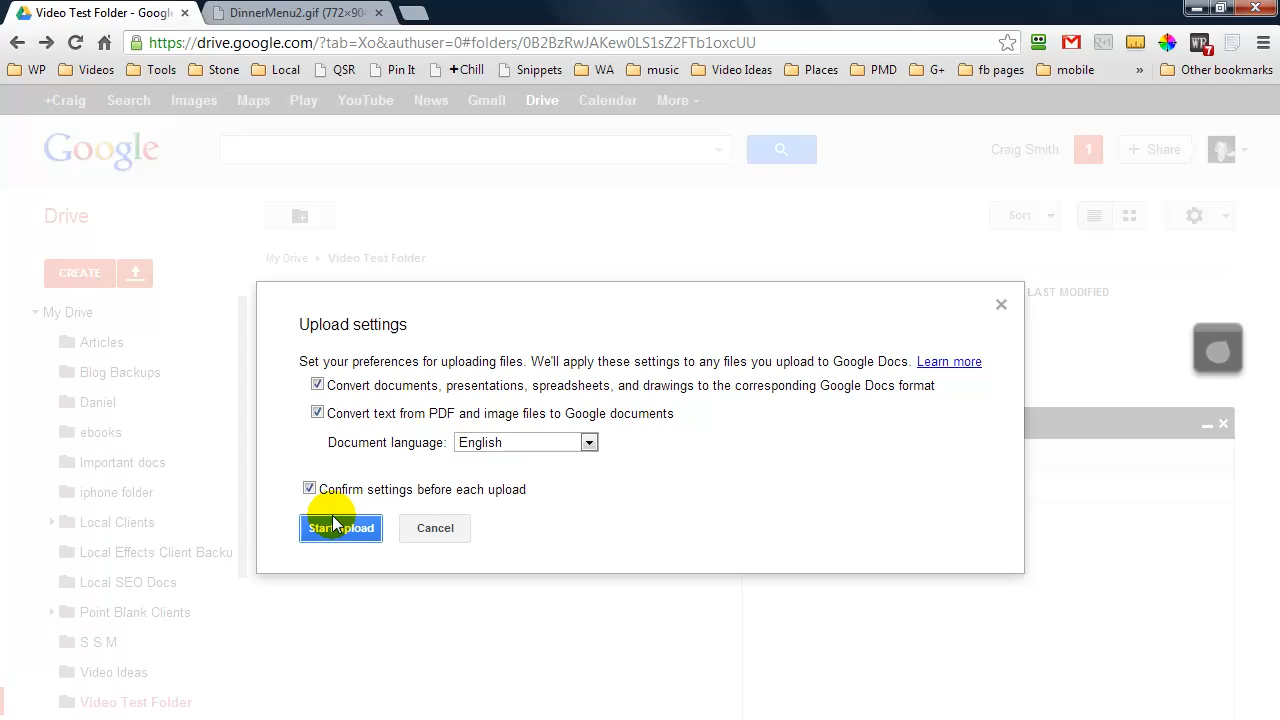 Video Test Folder - Google
DinnerMenu2.gif (772×90
https://drive.google.com/?tab=Xo&authuser=0#folders/0B2BzRwJAKew0LS1sZ2FTb1oxcUU
WP Videos Tools Stone Local QSR Pin It +Chill Snippets WA music Video Ideas Places PMD G+ fb pages mobile » Other bookmarks
+Craig Search Images Maps Play YouTube News Gmail Drive Calendar More
Google
Craig Smith 1 + Share
Drive
Sort
My Drive Video Test Folder
CREATE
LAST MODIFIED
My Drive
Articles
Blog Backups
Daniel
ebooks
Important docs
iphone folder
Local Clients
Local Effects Client Backu
Local SEO Docs
Point Blank Clients
S S M
Video Ideas
Video Test Folder
Upload settings
Set your preferences for uploading files. We'll apply these settings to any files you upload to Google Docs. Learn more
Convert documents, presentations, spreadsheets, and drawings to the corresponding Google Docs format
Convert text from PDF and image files to Google documents
Document language: English
Confirm settings before each upload
Start upload Cancel